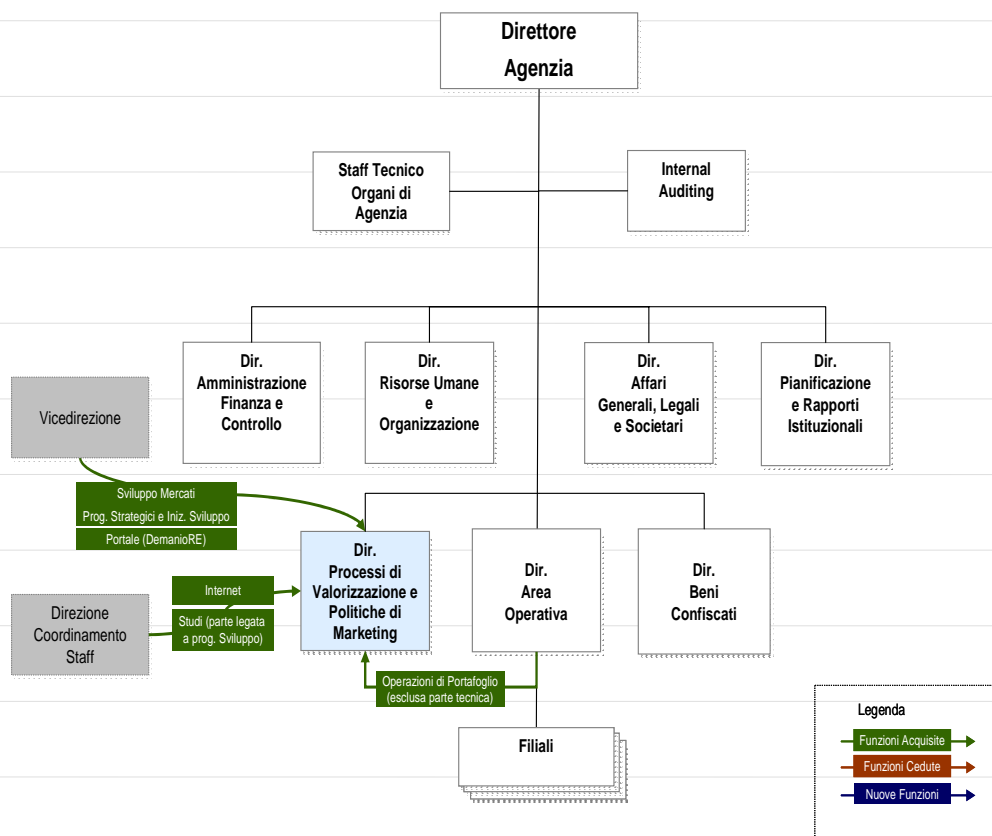 Direttore
Agenzia
Staff Tecnico
Organi di
Agenzia
Internal
Auditing
Dir.
Amministrazione
Finanza e
Controllo
Dir.
Risorse Umane
e
Organizzazione
Dir.
Affari
Generali, Legali
e Societari
Dir.
Pianificazione
e Rapporti
Istituzionali
Vicedirezione
Sviluppo Mercati
Prog. Strategici e Iniz. Sviluppo
Portale (DemanioRE)
Dir.
Processi di
Valorizzazione e
Politiche di
Marketing
Dir.
Area
Operativa
Dir.
Beni
Confiscati
Internet
Studi (parte legata
a prog. Sviluppo)
Direzione
Coordinamento
Staff
Operazioni di Portafoglio
(esclusa parte tecnica)
Filiali
Legenda
Funzioni Acquisite
Funzioni Cedute
Nuove Funzioni